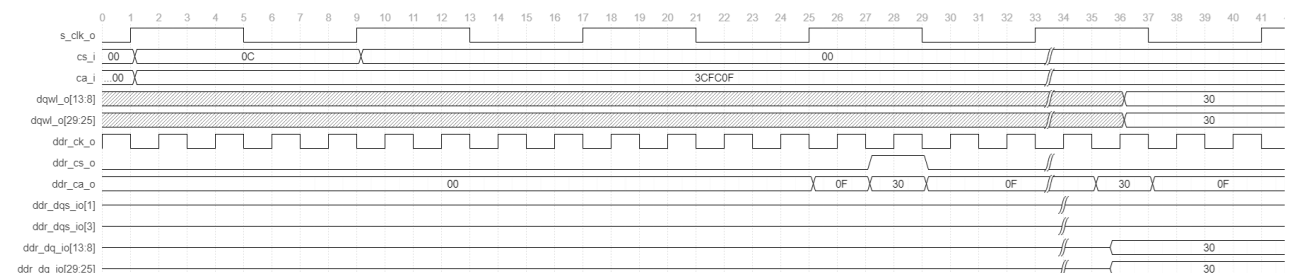 0 1 2 3 4 5 6 7 8 9 10 11 12 13 14 15 16 17 18 19 20 21 22 23 24 25 26 27 28 29 30 31 32 33 34 35 36 37 38 39 40 41
s_clk_o
cs_i 00 0C 00
ca_i ...00 3CFC0F
dqwl_o[13:8] 30
dqwl_o[29:25] 30
ddr_ck_o
ddr_cs_o
ddr_ca_o 00 0F 30 0F 30 0F
ddr_dqs_io[1]
ddr_dqs_io[3]
ddr_dq_io[13:8] 30
ddr_dq_io[29:25] 30